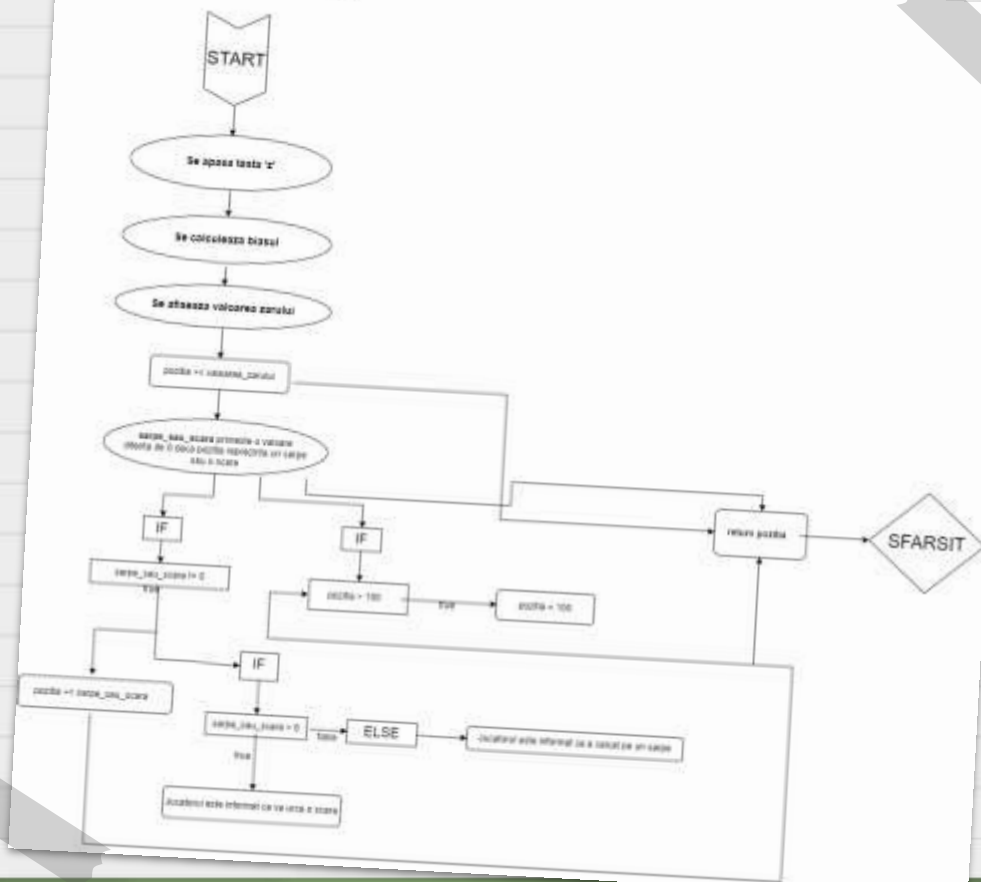 START
Se apasa tasta 'z'
Se calculeaza biasul
Se afiseaza valoarea zarului
pozitia += valoarea_zarului
sarpe_sau_scara primeste o valoare
diferita de 0 daca pozitia reprezinta un sarpe
sau o scara
IF
IF
return pozitia
SFARSIT
sarpe_sau_scara != 0
true
pozitia > 100
true
pozitia = 100
IF
pozitia += sarpe_sau_scara
sarpe_sau_scara > 0
false
ELSE
Jucatorul este informat ca a calcat pe un sarpe
true
Jucatorul este informat ca va urca o scara